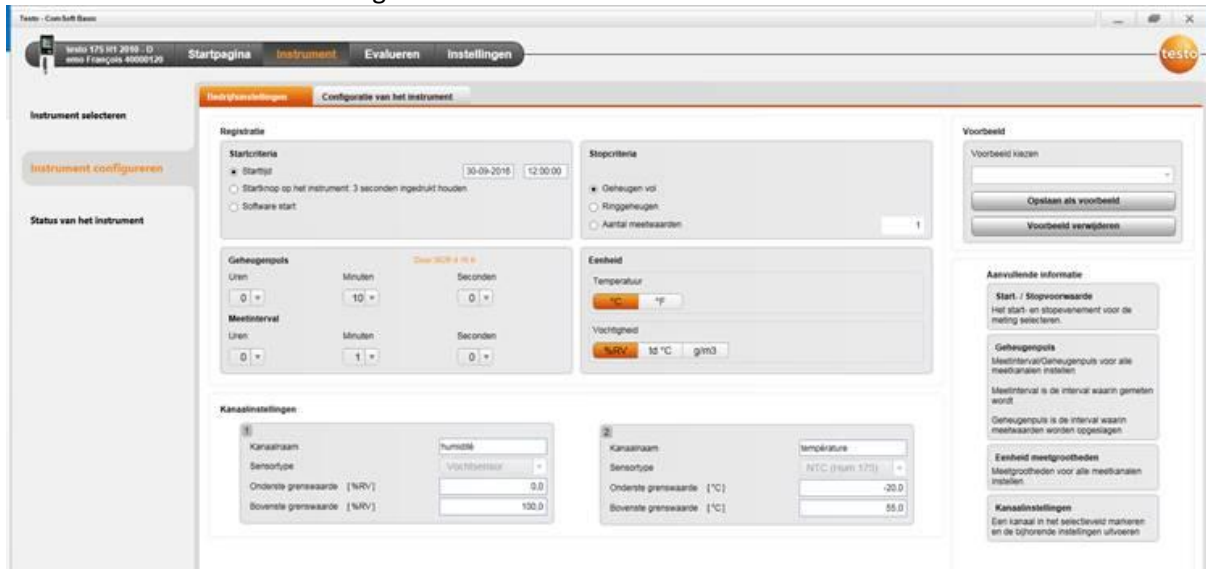 Testo - ComSoft Basic
testo 175 H1 2010 - D
emo François 40000120
Startpagina Instrument Evalueren Instellingen
testo
Bedrijfsinstellingen Configuratie van het instrument
Instrument selecteren
Instrument configureren
Status van het instrument
Registratie
Startcriteria
Starttijd 30-09-2016 12:00:00
Startknop op het instrument: 3 seconden ingedrukt houden
Software start
Stopcriteria
Geheugen vol
Ringgeheugen
Aantal meetwaarden 1
Geheugenpuls
Uren Minuten Seconden
0 10 0
Meetinterval
Uren Minuten Seconden
0 1 0
Eenheid
Temperatuur
°C °F
Vochtigheid
%RV td °C g/m3
Kanaalinstellingen
1
Kanaalnaam humidité
Sensortype Vochtsensor
Onderste grenswaarde [%RV] 0,0
Bovenste grenswaarde [%RV] 100,0
2
Kanaalnaam température
Sensortype NTC (Hum 175)
Onderste grenswaarde [°C] -20,0
Bovenste grenswaarde [°C] 55,0
Voorbeeld
Voorbeeld kiezen
Opslaan als voorbeeld
Voorbeeld verwijderen
Aanvullende informatie
Start- / Stopvoorwaarde
Het start- en stopevenement voor de
meting selecteren.
Geheugenpuls
Meetinterval/Geheugenpuls voor alle
meetkanalen instellen
Meetinterval is de interval waarin gemeten
wordt
Geheugenpuls is de interval waarin
meetwaarden worden opgeslagen
Eenheid meetgrootheden
Meetgrootheden voor alle meetkanalen
instellen.
Kanaalinstellingen
Een kanaal in het selectieveld markeren
en de bijhorende instellingen uitvoeren